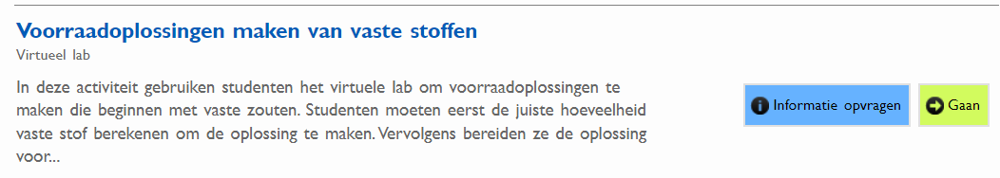 Voorraadoplossingen maken van vaste stoffen
Virtueel lab
In deze activiteit gebruiken studenten het virtuele lab om voorraadoplossingen te
maken die beginnen met vaste zouten. Studenten moeten eerst de juiste hoeveelheid
vaste stof berekenen om de oplossing te maken. Vervolgens bereiden ze de oplossing
voor...
Informatie opvragen
Gaan